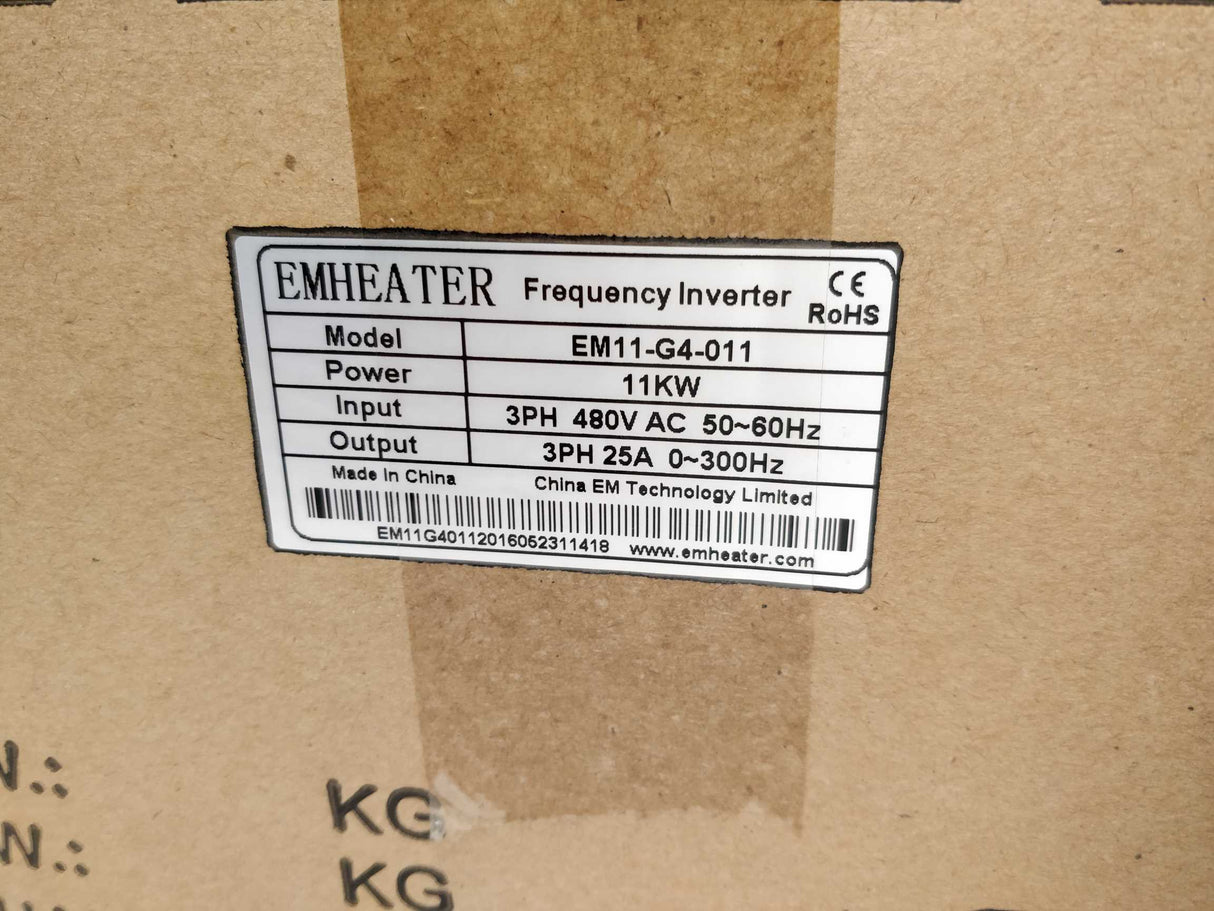 EMHEATER Frequency Inverter CE
RoHS
Model EM11-G4-011
Power 11KW
Input 3PH 480V AC 50~60Hz
Output 3PH 25A 0~300Hz
Made in China China EM Technology Limited
EM11G40112016062311418 www.emheater.com
N.: KG
N.: KG